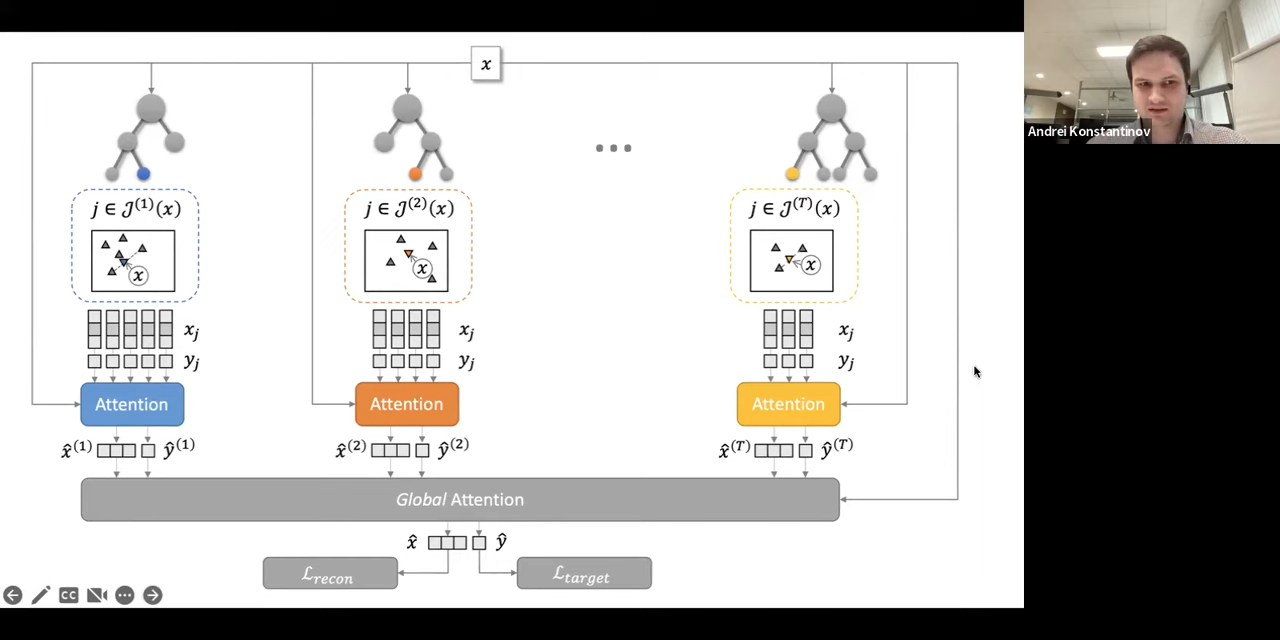 x
Andrei Konstantinov
...
j ∈ 𝒥⁽¹⁾(x)
j ∈ 𝒥⁽²⁾(x)
j ∈ 𝒥⁽ᵀ⁾(x)
x
x
x
xⱼ
xⱼ
xⱼ
yⱼ
yⱼ
yⱼ
Attention
Attention
Attention
x̂⁽¹⁾ ŷ⁽¹⁾
x̂⁽²⁾ ŷ⁽²⁾
x̂⁽ᵀ⁾ ŷ⁽ᵀ⁾
Global Attention
x̂ ŷ
ℒrecon
ℒtarget
CC